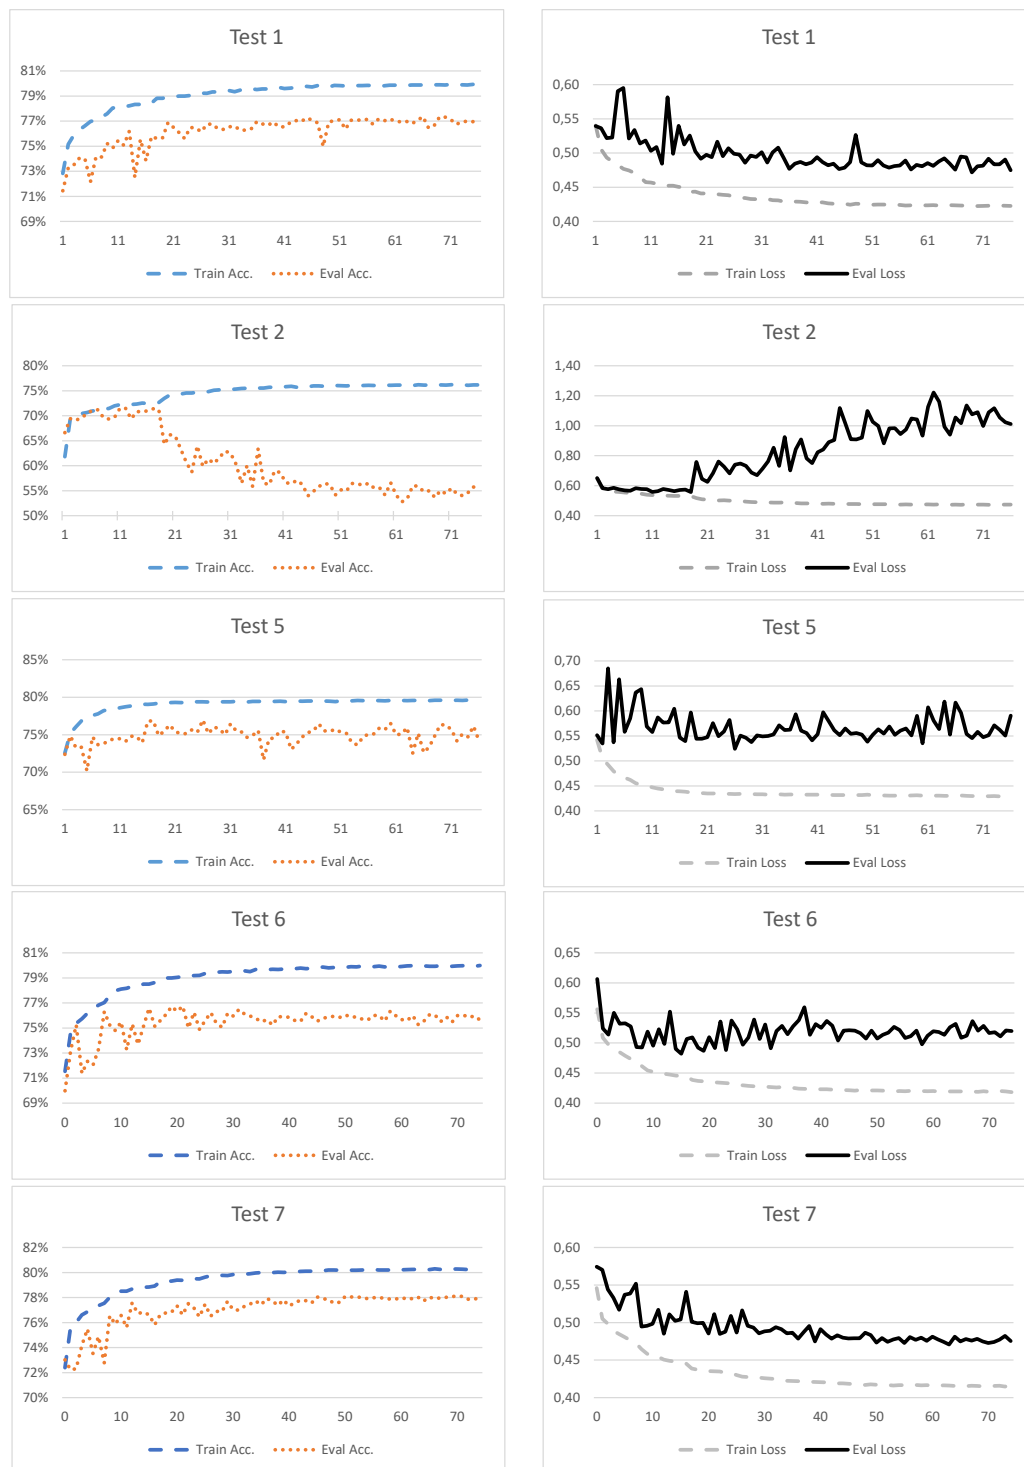 Test 1
81%
79%
77%
75%
73%
71%
69%
1 11 21 31 41 51 61 71
Train Acc. Eval Acc.
Test 1
0,60
0,55
0,50
0,45
0,40
1 11 21 31 41 51 61 71
Train Loss Eval Loss
Test 2
80%
75%
70%
65%
60%
55%
50%
1 11 21 31 41 51 61 71
Train Acc. Eval Acc.
Test 2
1,40
1,20
1,00
0,80
0,60
0,40
1 11 21 31 41 51 61 71
Train Loss Eval Loss
Test 5
85%
80%
75%
70%
65%
1 11 21 31 41 51 61 71
Train Acc. Eval Acc.
Test 5
0,70
0,65
0,60
0,55
0,50
0,45
0,40
1 11 21 31 41 51 61 71
Train Loss Eval Loss
Test 6
81%
79%
77%
75%
73%
71%
69%
0 10 20 30 40 50 60 70
Train Acc. Eval Acc.
Test 6
0,65
0,60
0,55
0,50
0,45
0,40
0 10 20 30 40 50 60 70
Train Loss Eval Loss
Test 7
82%
80%
78%
76%
74%
72%
70%
0 10 20 30 40 50 60 70
Train Acc. Eval Acc.
Test 7
0,60
0,55
0,50
0,45
0,40
0 10 20 30 40 50 60 70
Train Loss Eval Loss